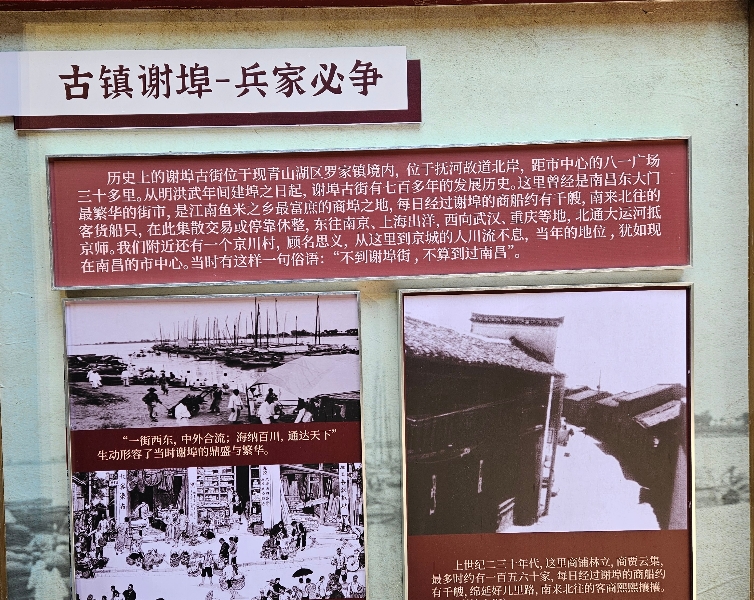 古镇谢埠-兵家必争
历史上的谢埠古街位于现青山湖区罗家镇境内, 位于抚河故道北岸, 距市中心的八一广场
三十多里。从明洪武年间建埠之日起, 谢埠古街有七百多年的发展历史。这里曾经是南昌东大门
最繁华的街市, 是江南鱼米之乡最富庶的商埠之地, 每日经过谢埠的商船约有千艘, 南来北往的
客货船只, 在此集散交易或停靠休整, 东往南京、上海出洋, 西向武汉、重庆等地, 北通大运河抵
京师。我们附近还有一个京川村, 顾名思义, 从这里到京城的人川流不息, 当年的地位, 犹如现
在南昌的市中心。当时有这样一句俗语: “不到谢埠街, 不算到过南昌”。
“一街西东, 中外合流; 海纳百川, 通达天下”
生动形容了当时谢埠的鼎盛与繁华。
上世纪二三十年代, 这里商铺林立, 商贾云集,
最多时约有一百五六十家, 每日经过谢埠的商船约
有千艘, 绵延好几里路, 南来北往的客商熙熙攘攘。